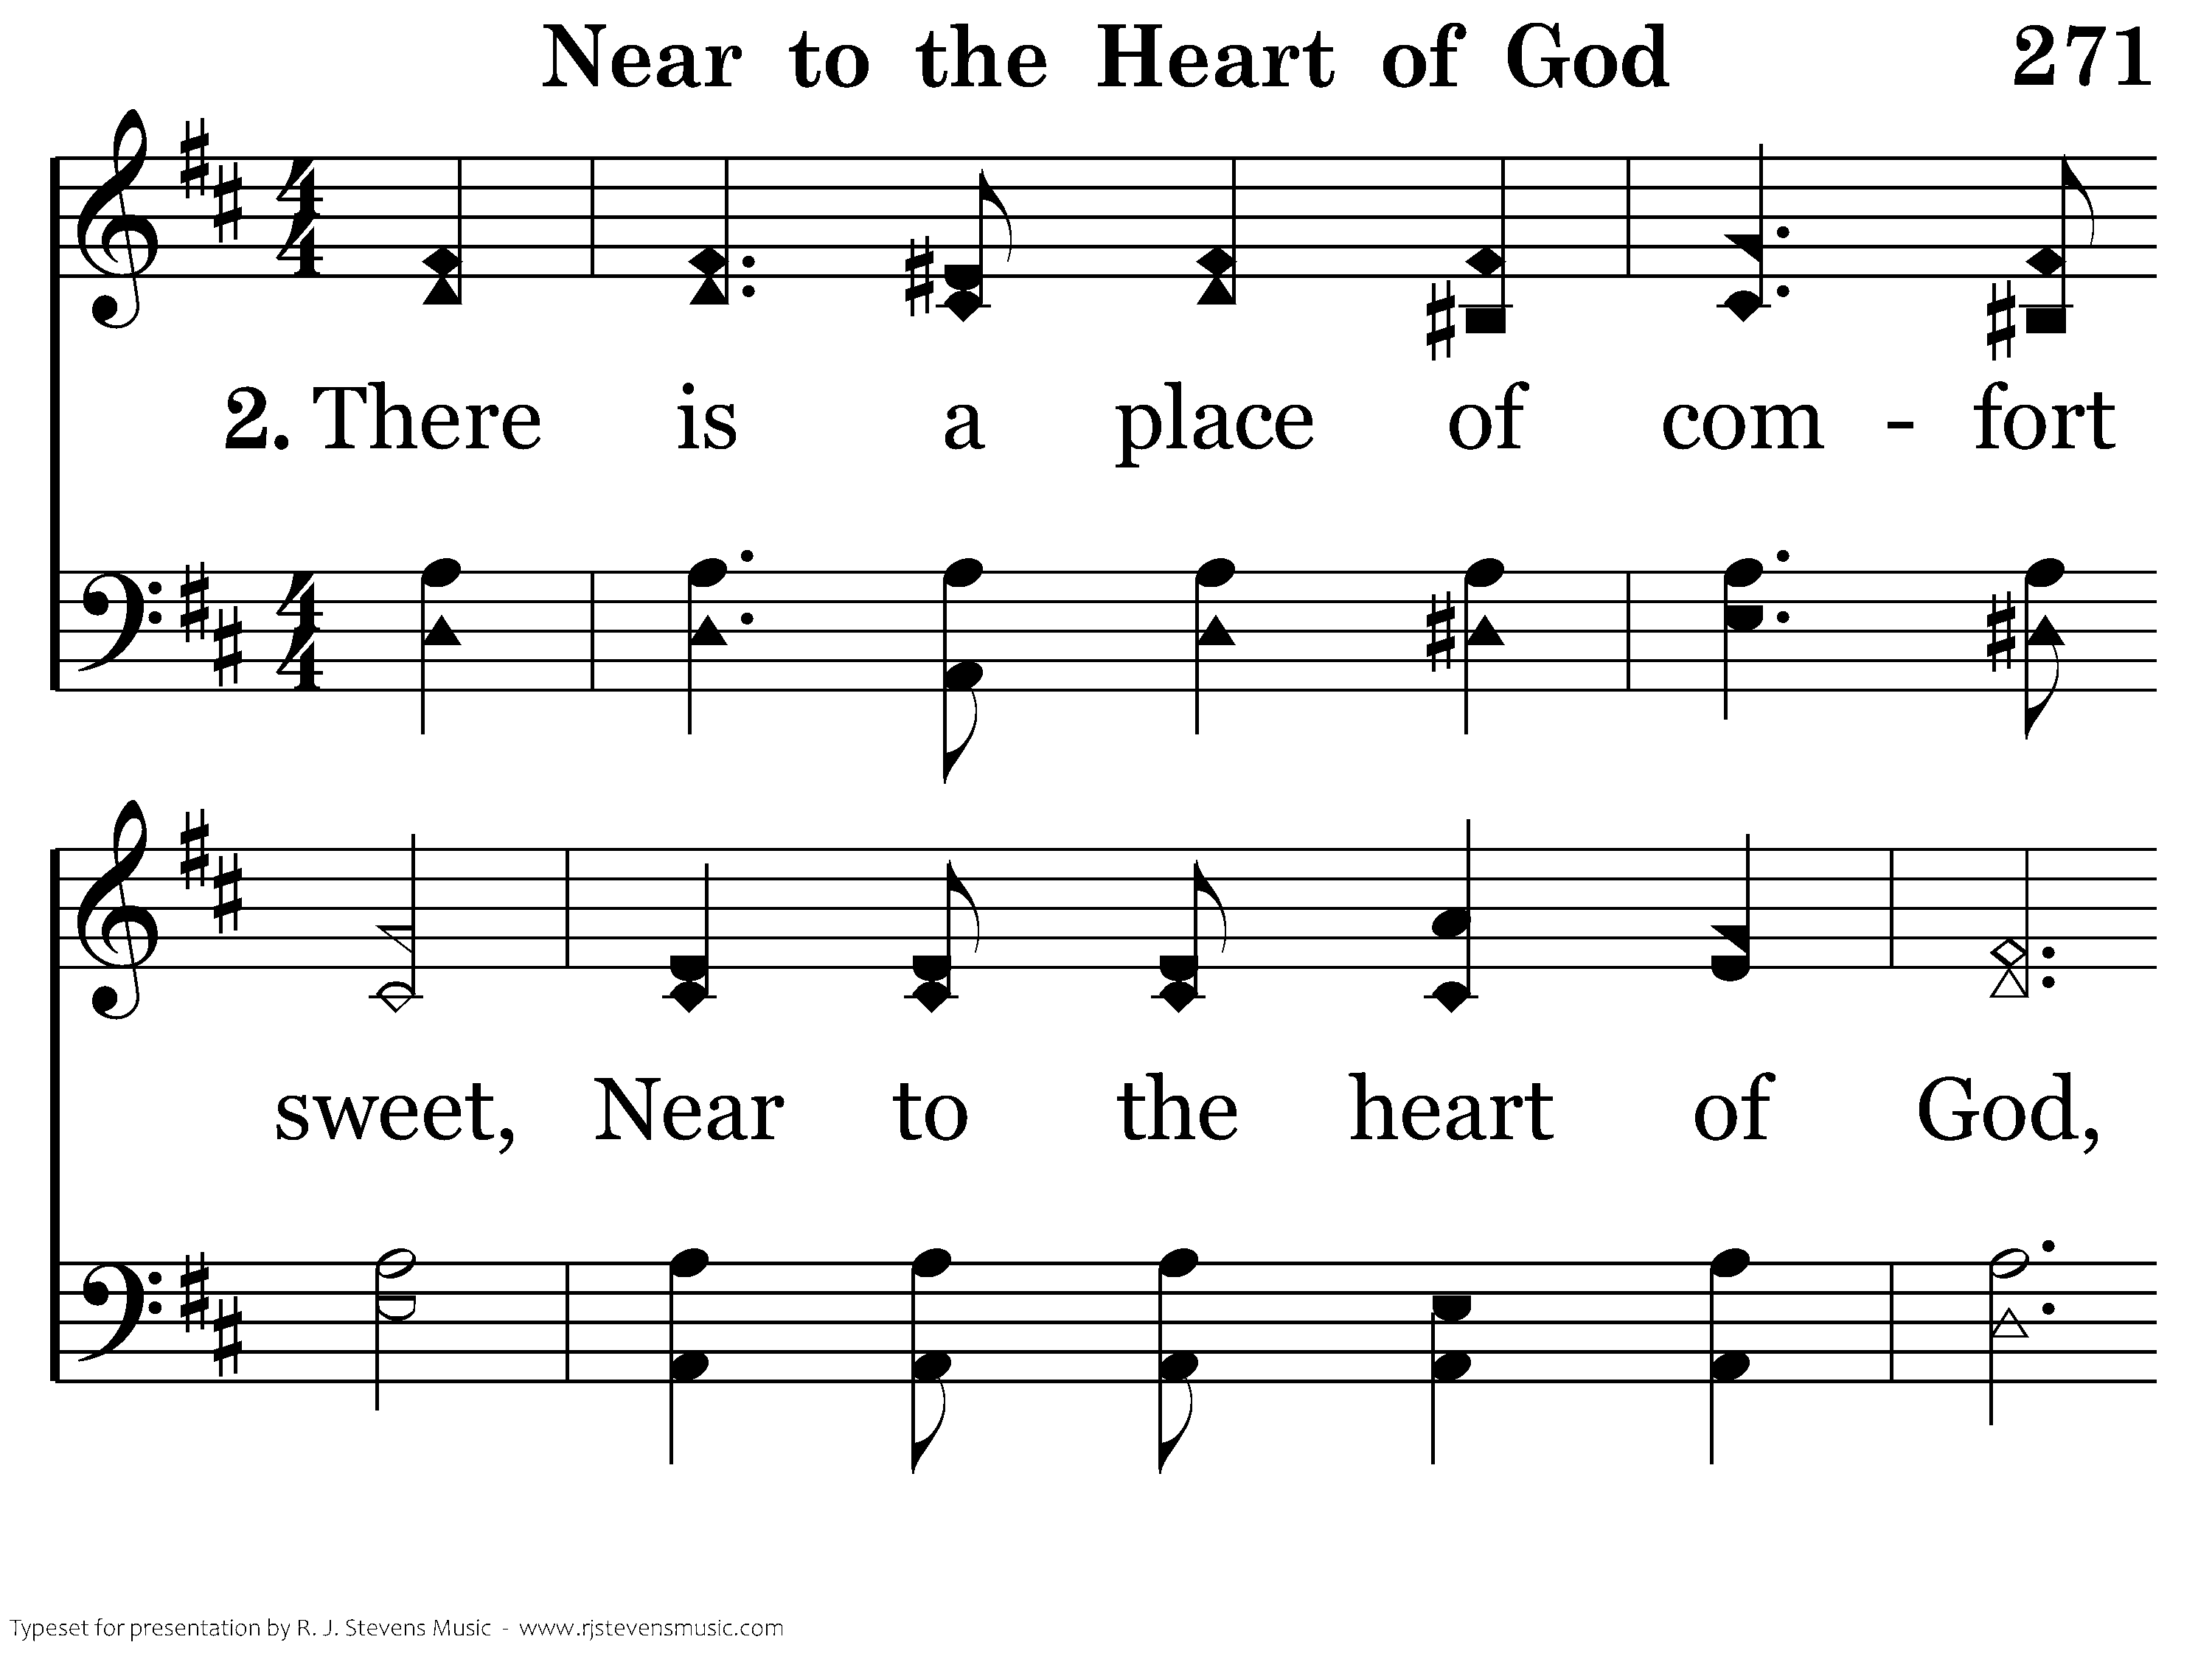 Near to the Heart of God 271
2. There is a place of com - fort
sweet, Near to the heart of God,
Typeset for presentation by R. J. Stevens Music - www.rjstevensmusic.com